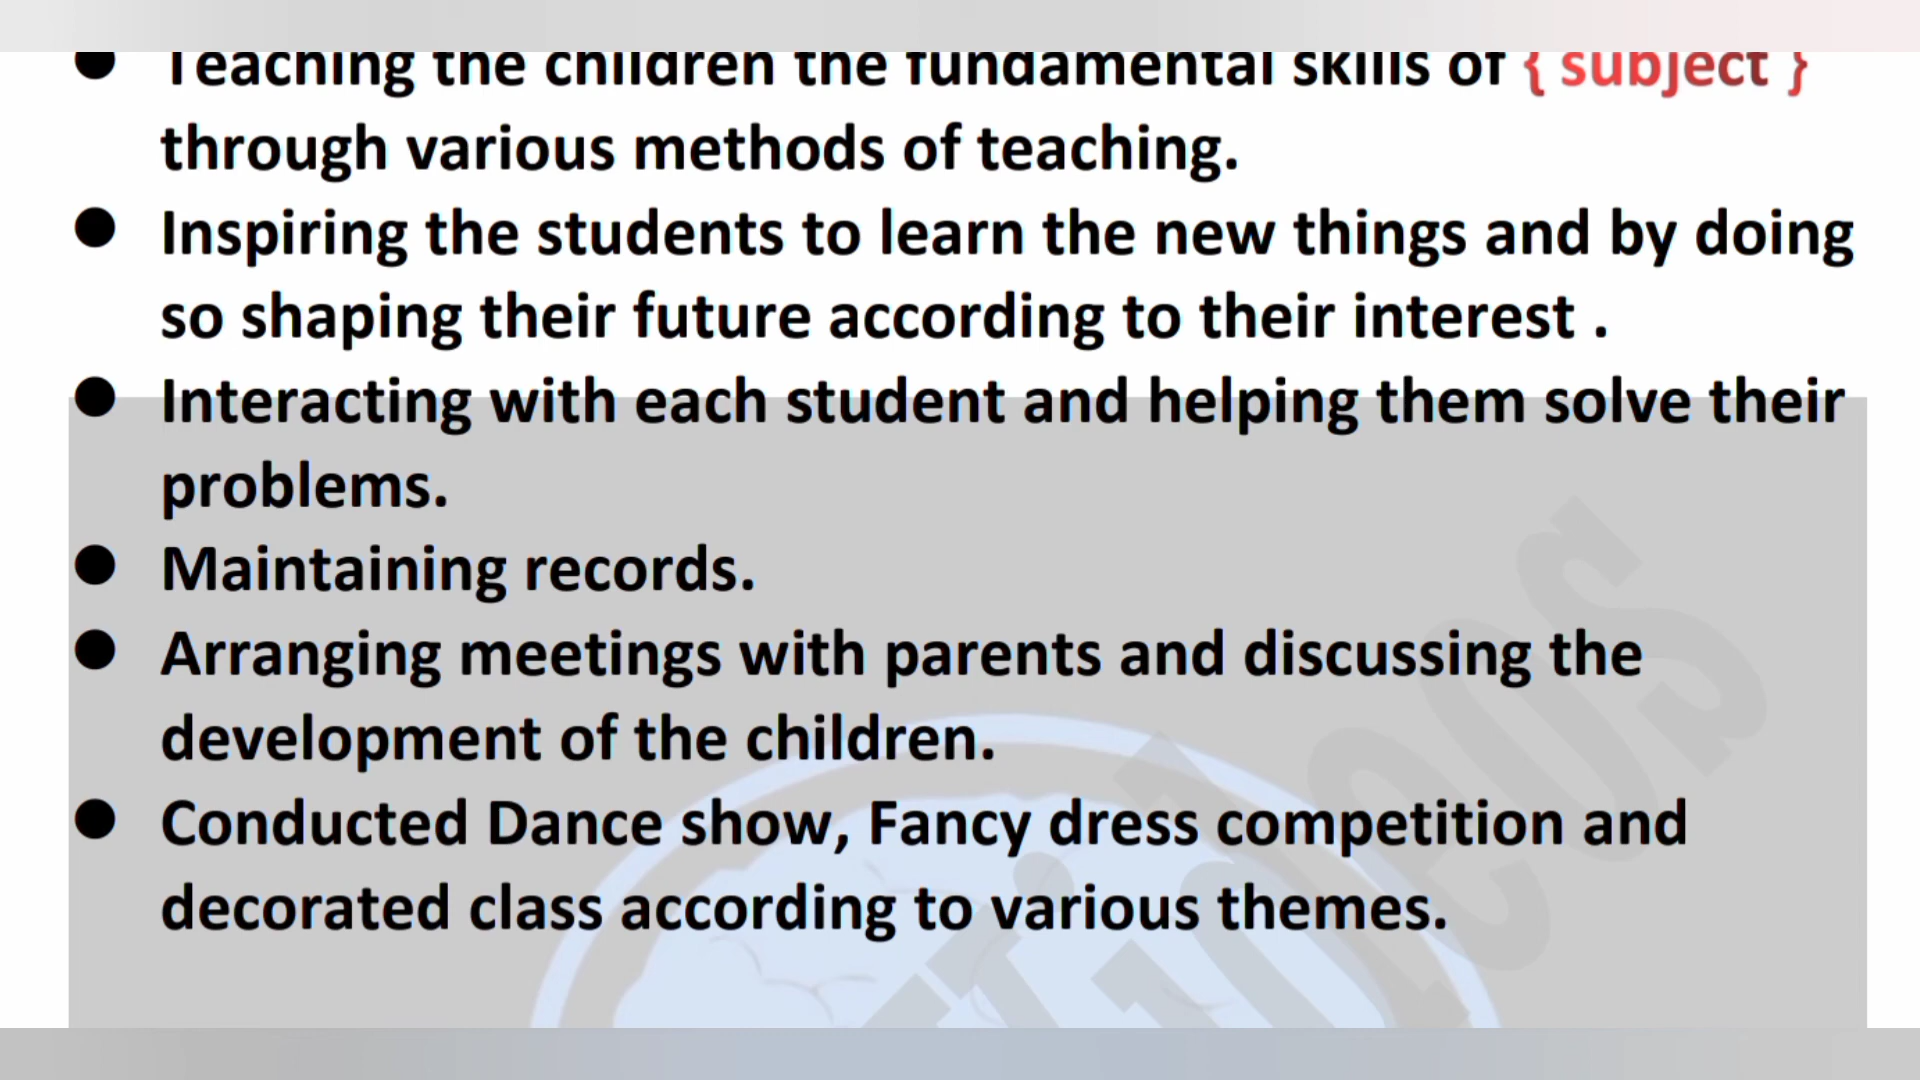 Teaching the children the fundamental skills of { subject }
through various methods of teaching.
Inspiring the students to learn the new things and by doing
so shaping their future according to their interest .
Interacting with each student and helping them solve their
problems.
Maintaining records.
Arranging meetings with parents and discussing the
development of the children.
Conducted Dance show, Fancy dress competition and
decorated class according to various themes.